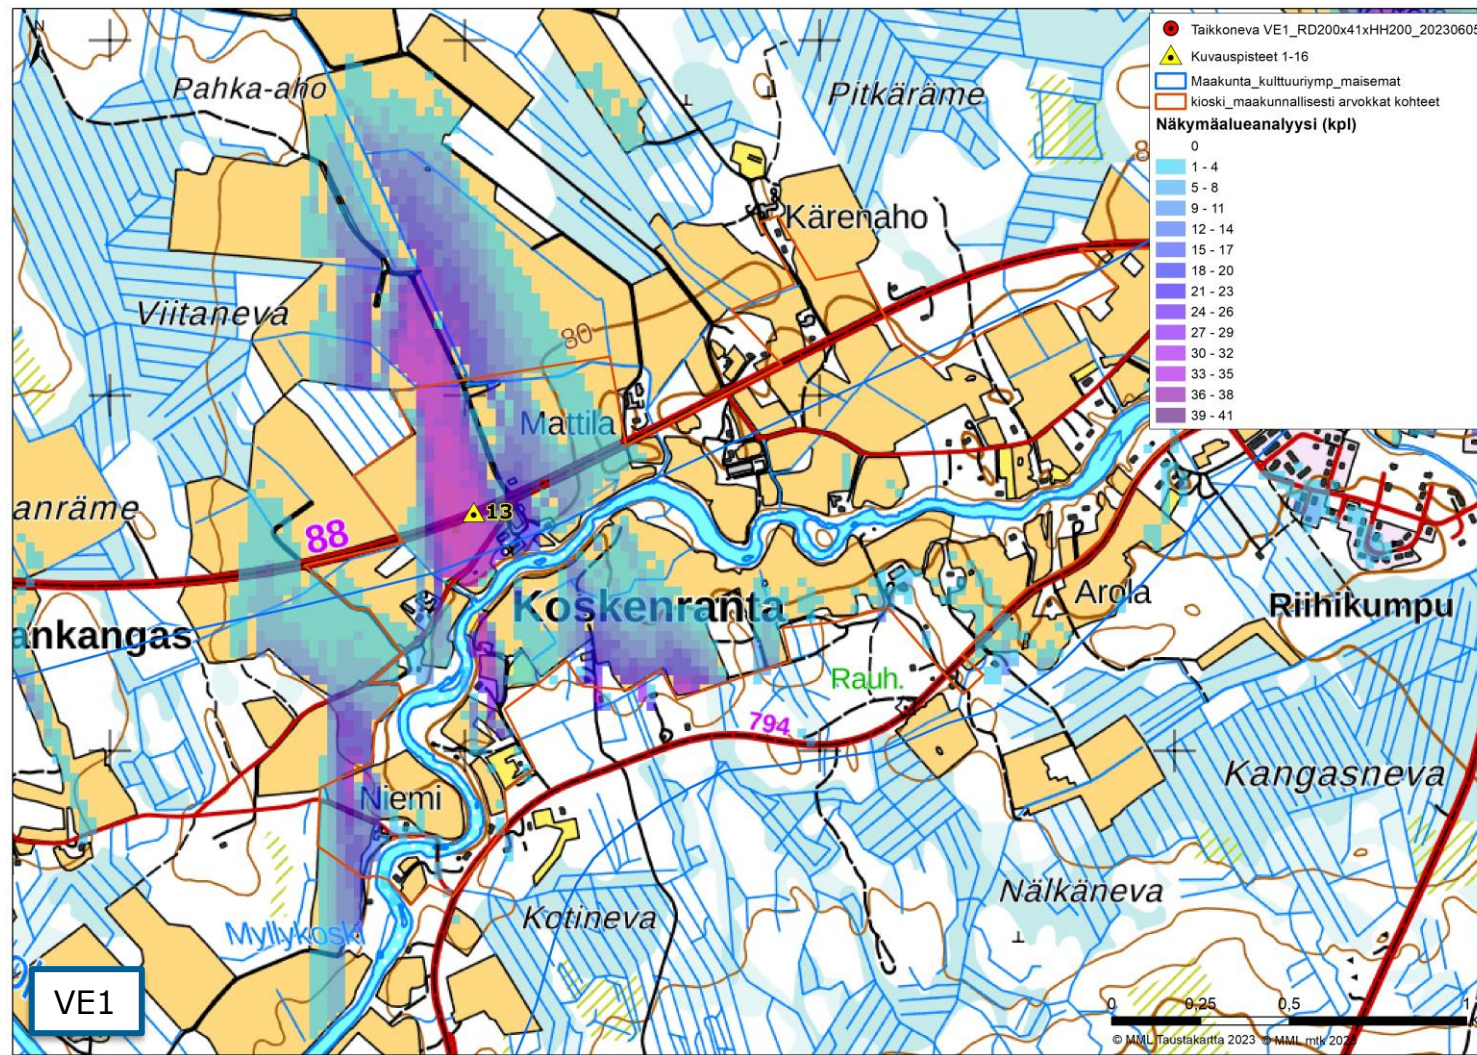 N
Taikkoneva VE1_RD200x41xHH200_20230605
Kuvauspisteet 1-16
Maakunta_kulttuuriymp_maisemat
kioski_maakunnallisesti arvokkat kohteet
Näkymäalueanalyysi (kpl)
0
1 - 4
5 - 8
9 - 11
12 - 14
15 - 17
18 - 20
21 - 23
24 - 26
27 - 29
30 - 32
33 - 35
36 - 38
39 - 41
Pahka-aho
Pitkäräme
Kärenaho
Viitaneva
80
Mattila
anräme
88
13
Koskenranta
Arola
Riihikumpu
ankangas
Rauh.
794
Kangasneva
Niemi
Nälkäneva
Kotineva
Myllykoski
VE1
0 0,25 0,5 1
© MML Taustakartta 2023 © MML mtk